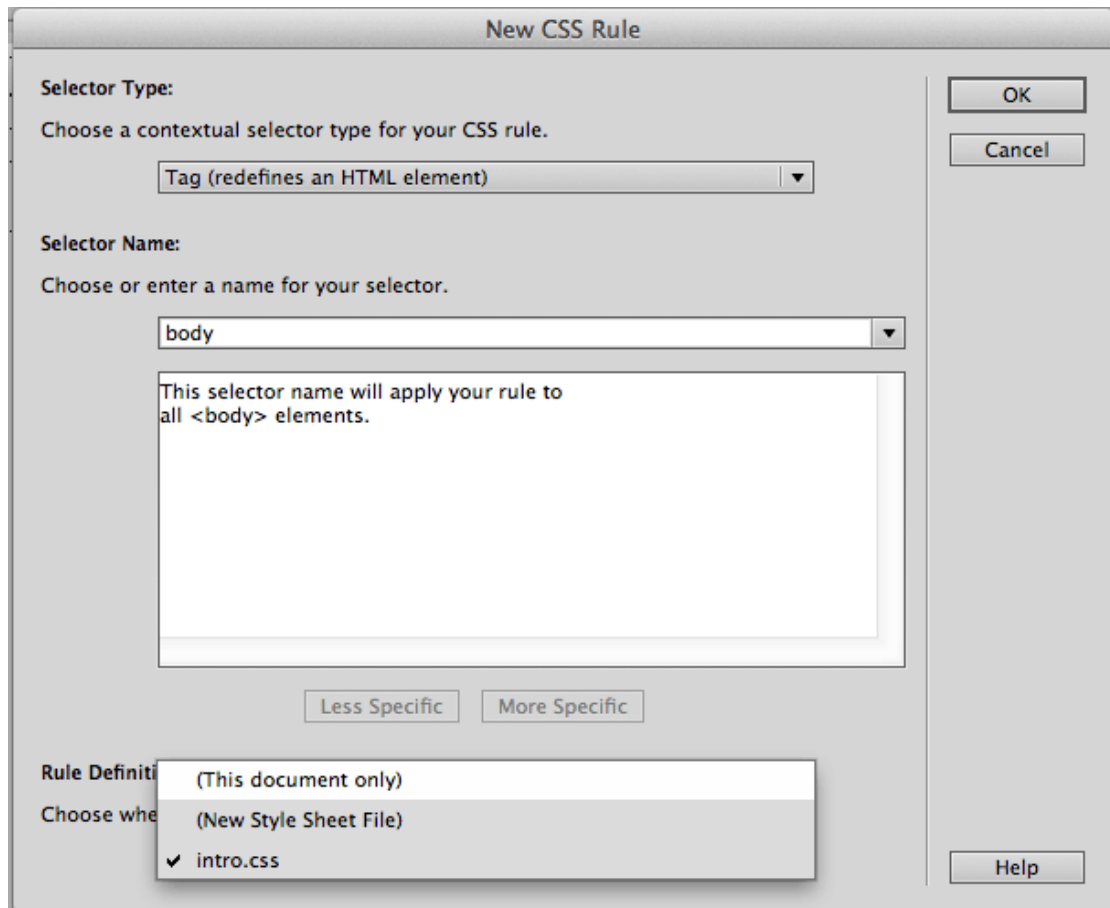 New CSS Rule
Selector Type:
OK
Choose a contextual selector type for your CSS rule.
Cancel
Tag (redefines an HTML element)
Selector Name:
Choose or enter a name for your selector.
body
This selector name will apply your rule to
all <body> elements.
Less Specific More Specific
Rule Definiti
(This document only)
Choose whe
(New Style Sheet File)
✔ intro.css
Help